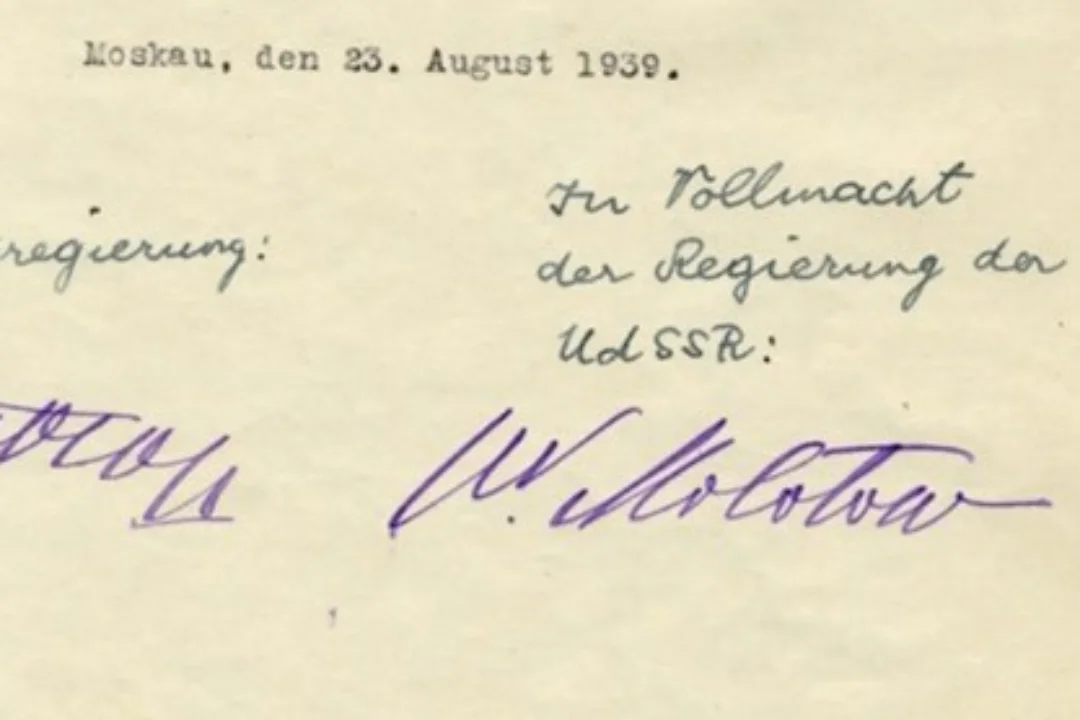 Moskau, den 23. August 1939.
regierung:
In Vollmacht
der Regierung der
UdSSR:
W. Molotow